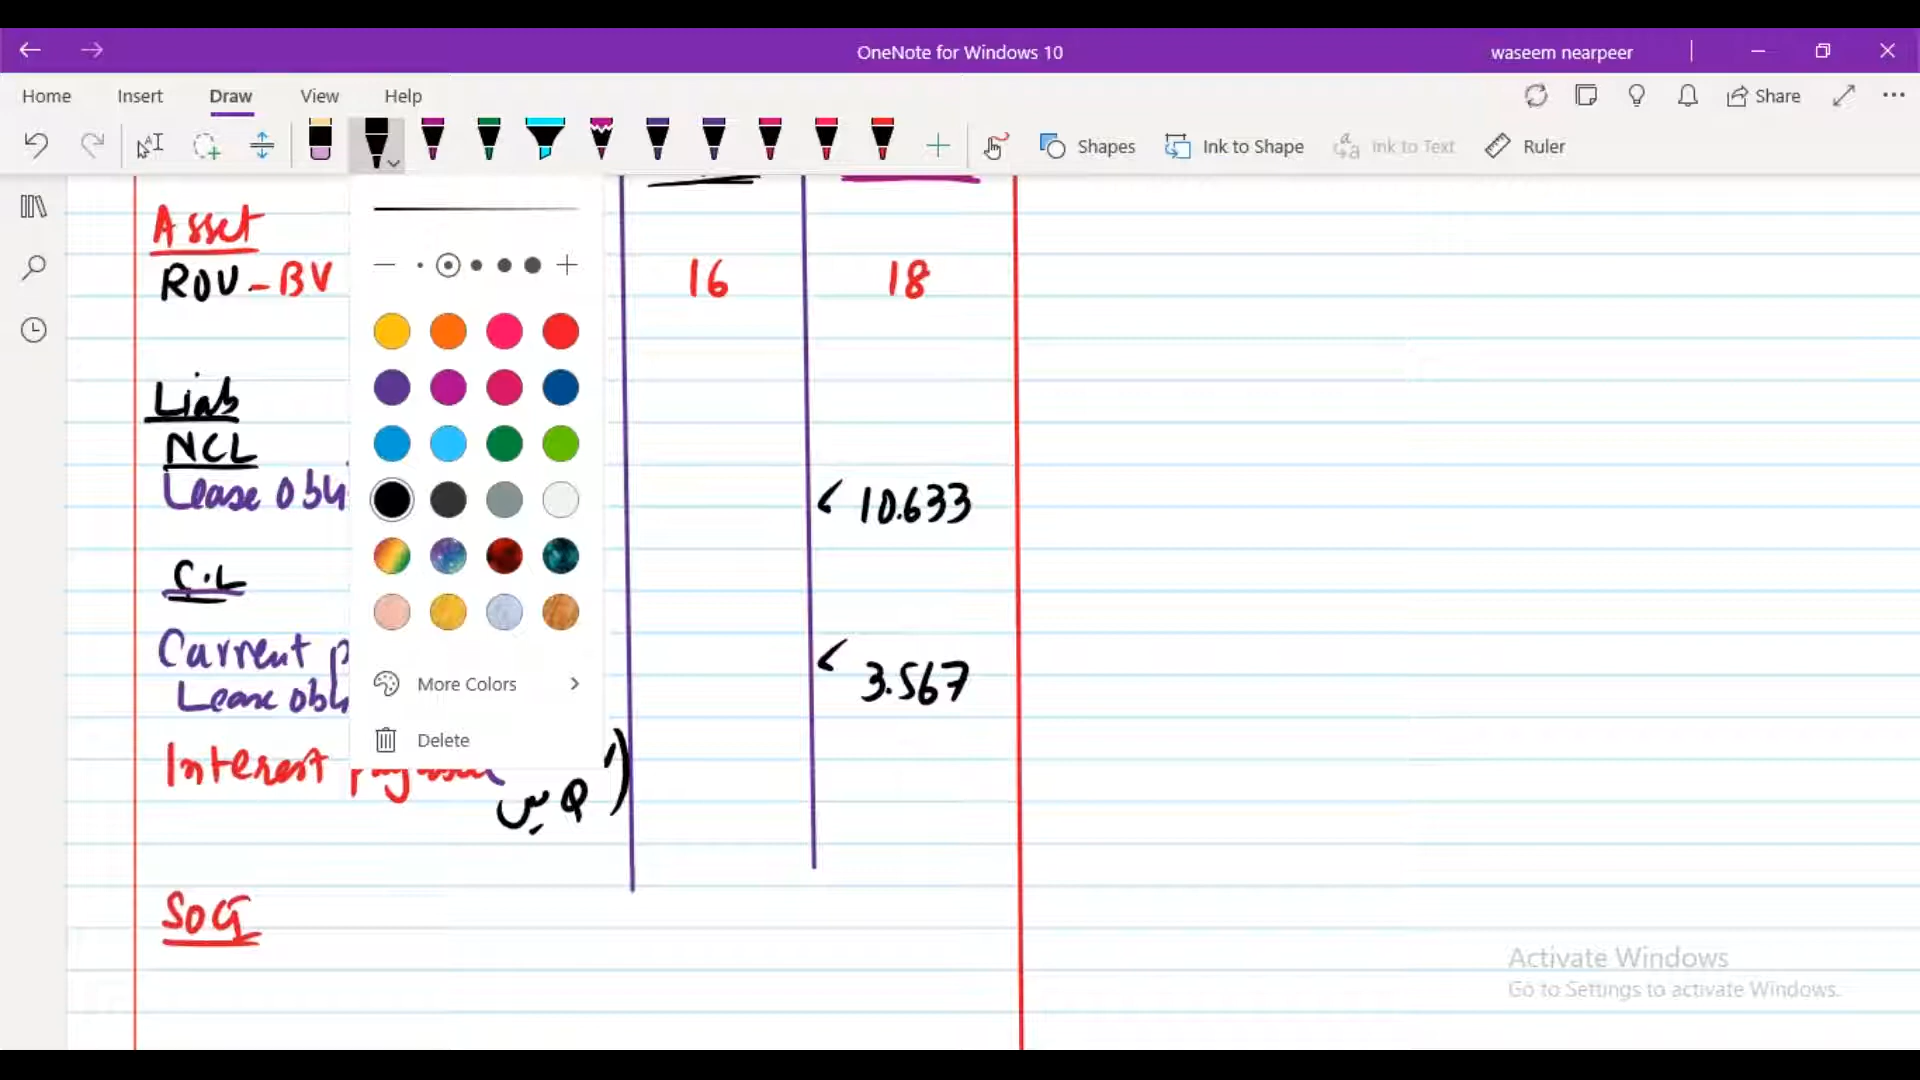 OneNote for Windows 10
waseem nearpeer
Home Insert Draw View Help
Share
Shapes Ink to Shape Ink to Text Ruler
Asset
ROU - BV 16 18
Liab
NCL
Lease obli < 10.633
C.L
Current p
Lease obli < 3.567
More Colors
Delete
Interest
SOCI
Activate Windows
Go to Settings to activate Windows.